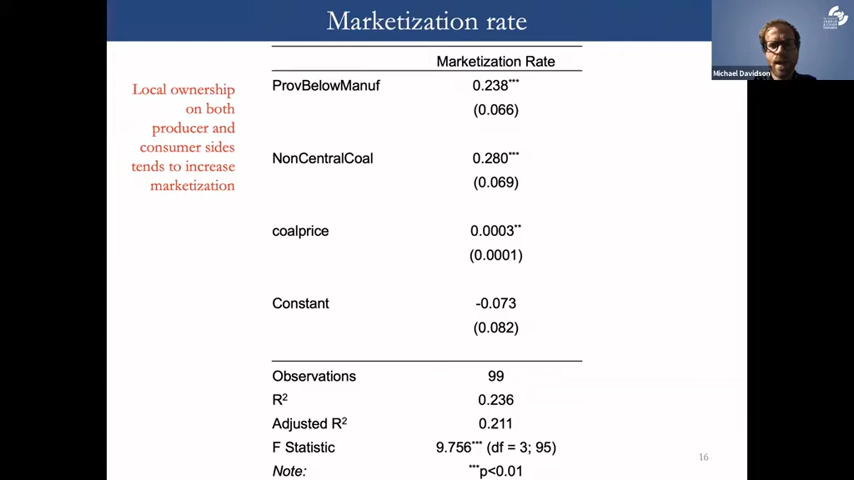 Marketization rate
Michael Davidson
Local ownership
on both
producer and
consumer sides
tends to increase
marketization
Marketization Rate
ProvBelowManuf 0.238***
(0.066)
NonCentralCoal 0.280***
(0.069)
coalprice 0.0003**
(0.0001)
Constant -0.073
(0.082)
Observations 99
R² 0.236
Adjusted R² 0.211
F Statistic 9.756*** (df = 3; 95)
Note: ***p<0.01
16